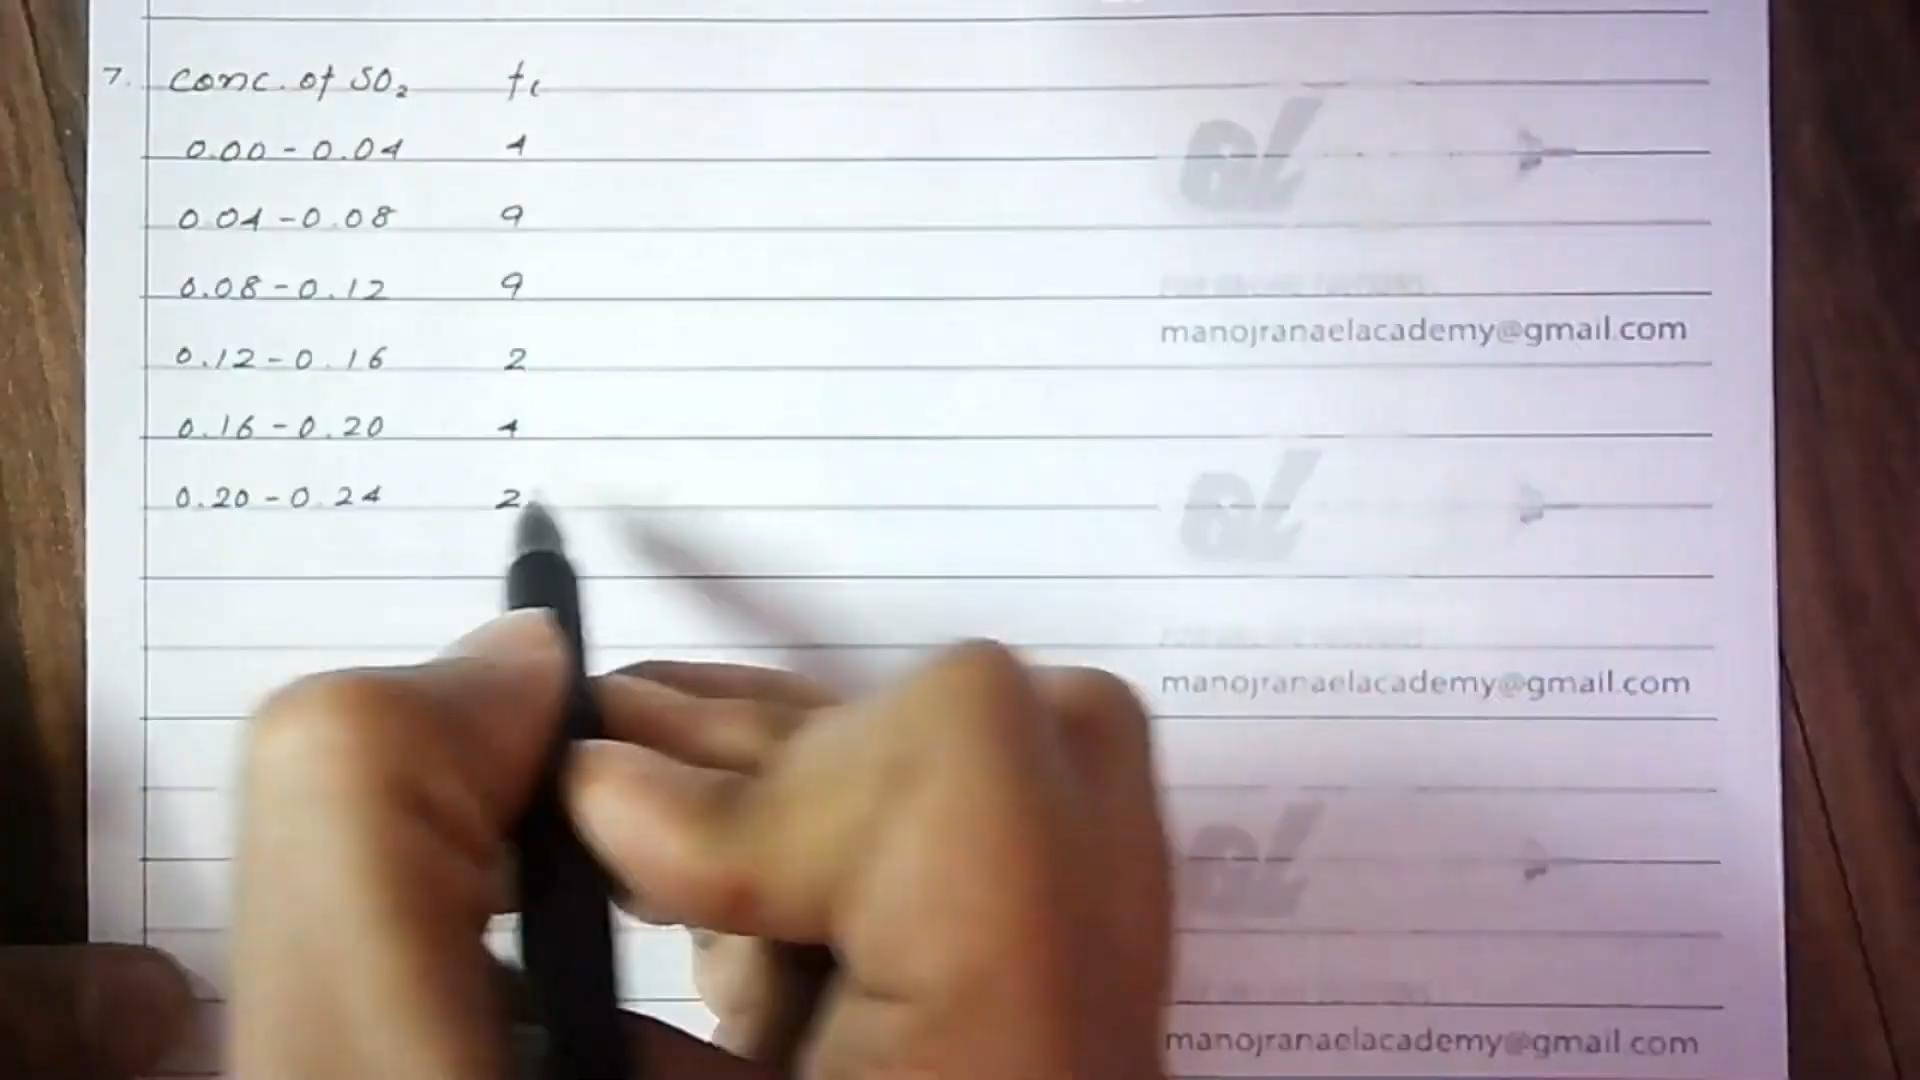 7. conc. of SO₂ fi
0.00 - 0.04 4
0.04 - 0.08 9
0.08 - 0.12 9
0.12 - 0.16 2
0.16 - 0.20 4
0.20 - 0.24 2
manojranaelacademy@gmail.com
manojranaelacademy@gmail.com
manojranaelacademy@gmail.com